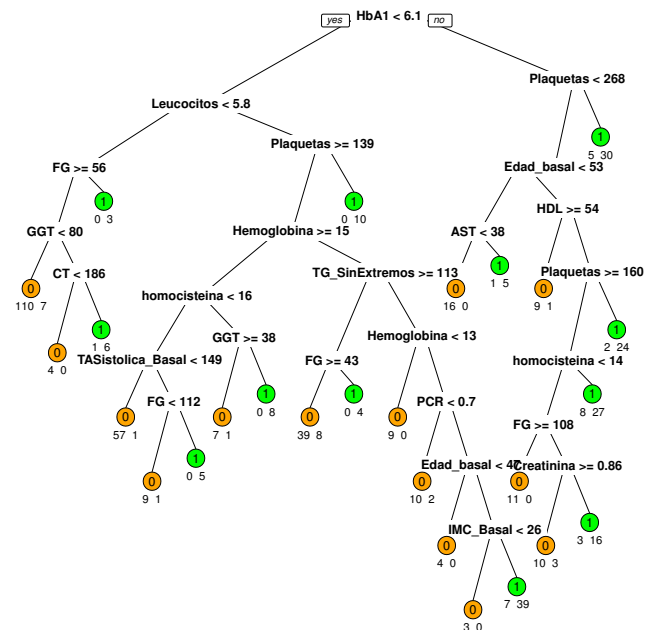 yes HbA1 < 6.1 no
Plaquetas < 268
Leucocitos < 5.8
1
5 30
Plaquetas >= 139
FG >= 56
Edad_basal < 53
1
0 3
1
0 10
HDL >= 54
GGT < 80
Hemoglobina >= 15
AST < 38
CT < 186
TG_SinExtremos >= 113
1
1 5
Plaquetas >= 160
0
110 7
0
16 0
0
9 1
homocisteina < 16
1
1 6
GGT >= 38
Hemoglobina < 13
1
2 24
0
4 0
TASistolica_Basal < 149
FG >= 43
homocisteina < 14
1
0 8
1
0 4
1
8 27
FG < 112
PCR < 0.7
0
57 1
0
7 1
0
39 8
0
9 0
FG >= 108
1
0 5
Edad_basal < 47
Creatinina >= 0.86
0
9 1
0
10 2
0
11 0
1
3 16
IMC_Basal < 26
0
4 0
0
10 3
1
7 39
0
3 0